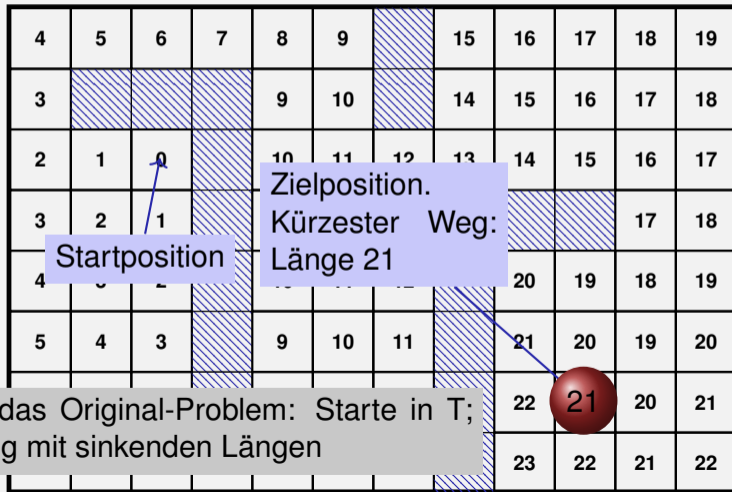 4 5 6 7 8 9 15 16 17 18 19
3 9 10 14 15 16 17 18
2 1 0 10 11 12 13 14 15 16 17
Zielposition.
Kürzester Weg:
Länge 21
3 2 1 17 18
Startposition
4 20 19 18 19
5 4 3 9 10 11 21 20 19 20
22 21 20 21
das Original-Problem: Starte in T;
g mit sinkenden Längen
23 22 21 22